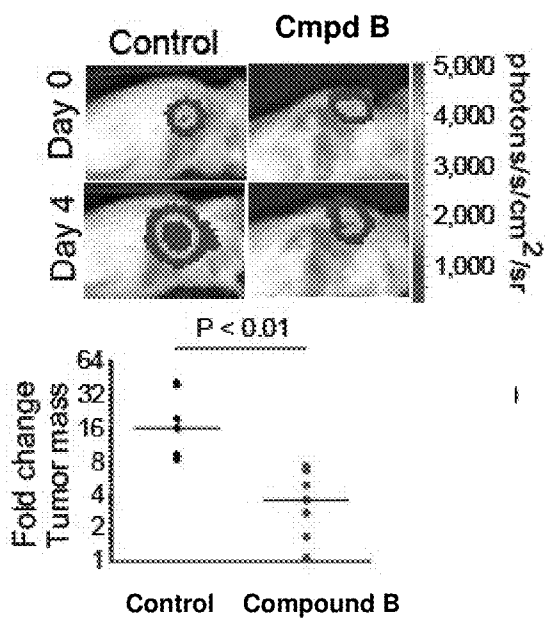 Control Cmpd B
Day 0
Day 4
5,000
4,000
3,000
2,000
1,000
photons/s/cm²/sr
P < 0.01
Fold change
Tumor mass
64
32
16
8
4
2
1
Control Compound B